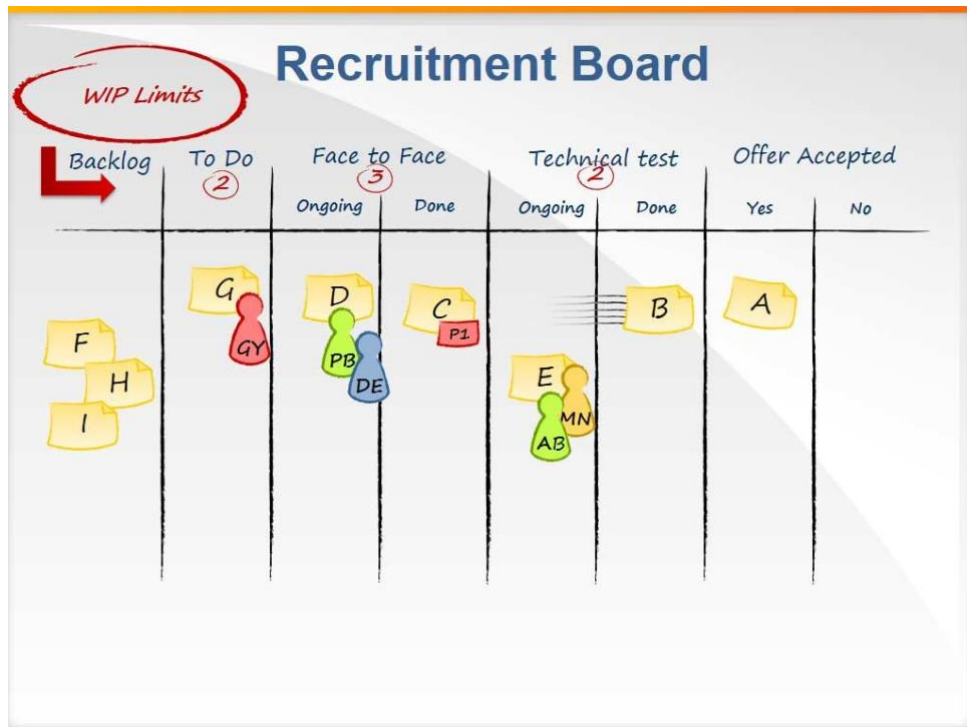 Recruitment Board
WIP Limits
Backlog
To Do
2
Face to Face
3
Technical test
2
Offer Accepted
Ongoing
Done
Ongoing
Done
Yes
No
F
H
I
G
GY
D
PB
DE
C
P1
E
MN
AB
B
A